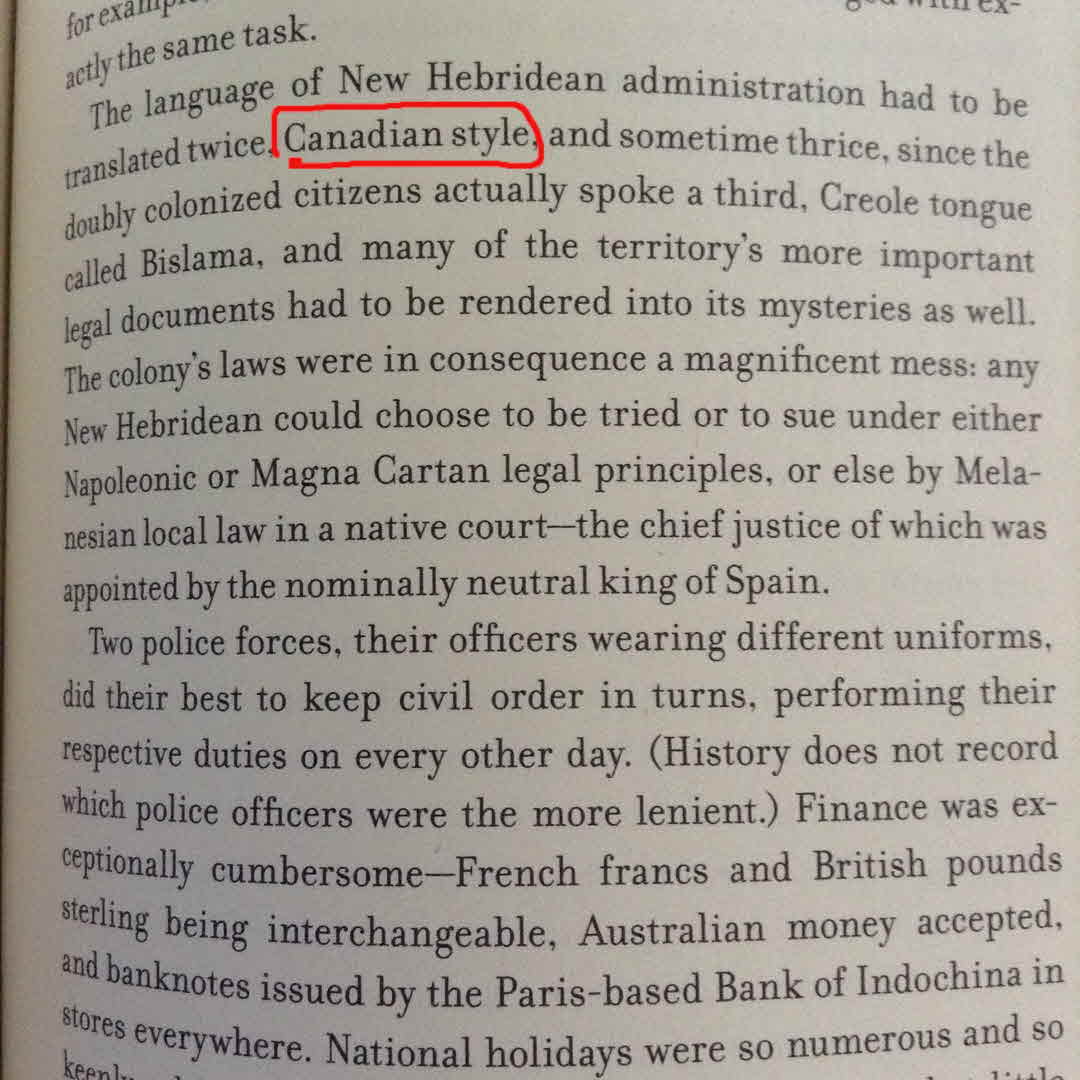 for example,
ged with ex-
actly the same task.
The language of New Hebridean administration had to be
translated twice, Canadian style, and sometime thrice, since the
doubly colonized citizens actually spoke a third, Creole tongue
called Bislama, and many of the territory's more important
legal documents had to be rendered into its mysteries as well.
The colony's laws were in consequence a magnificent mess: any
New Hebridean could choose to be tried or to sue under either
Napoleonic or Magna Cartan legal principles, or else by Mela-
nesian local law in a native court—the chief justice of which was
appointed by the nominally neutral king of Spain.
Two police forces, their officers wearing different uniforms,
did their best to keep civil order in turns, performing their
respective duties on every other day. (History does not record
which police officers were the more lenient.) Finance was ex-
ceptionally cumbersome—French francs and British pounds
sterling being interchangeable, Australian money accepted,
and banknotes issued by the Paris-based Bank of Indochina in
stores everywhere. National holidays were so numerous and so